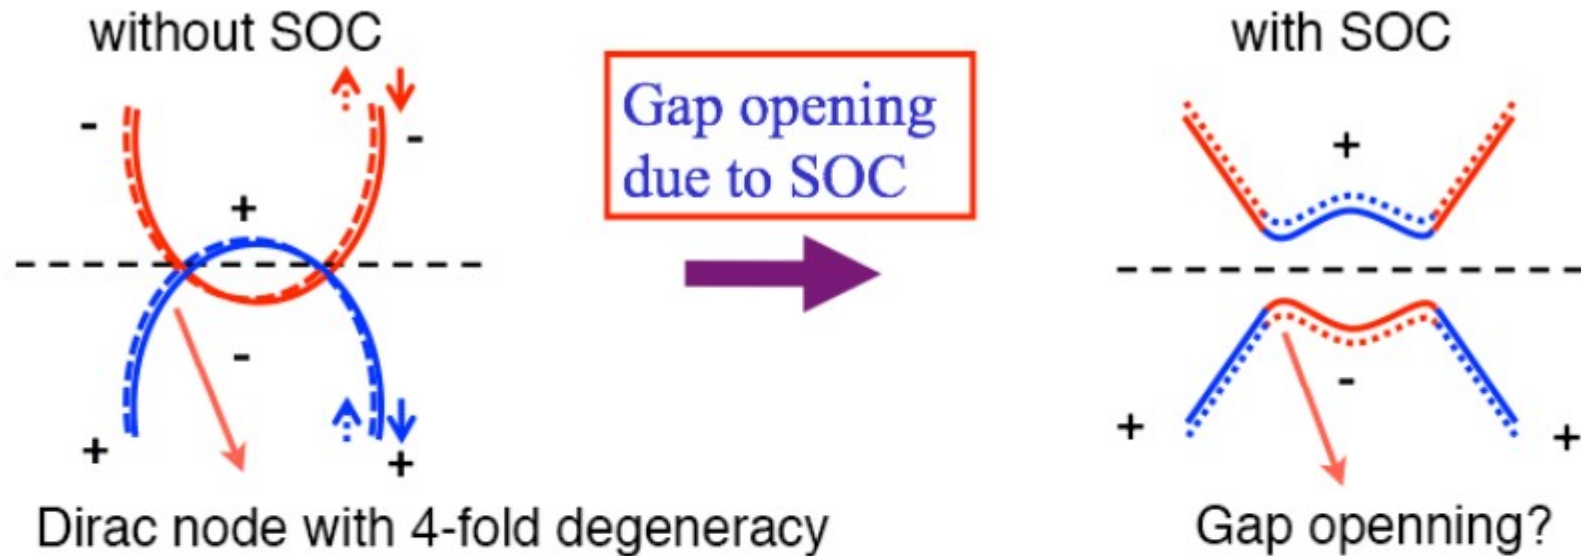 without SOC
with SOC
Gap opening
due to SOC
-
-
+
-
+
+
+
-
+
+
Dirac node with 4-fold degeneracy
Gap openning?